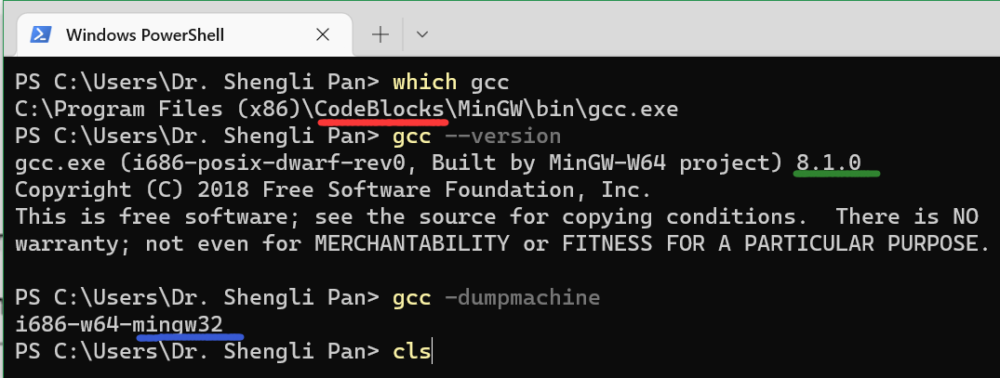 Windows PowerShell
PS C:\Users\Dr. Shengli Pan> which gcc
C:\Program Files (x86)\CodeBlocks\MinGW\bin\gcc.exe
PS C:\Users\Dr. Shengli Pan> gcc --version
gcc.exe (i686-posix-dwarf-rev0, Built by MinGW-W64 project) 8.1.0
Copyright (C) 2018 Free Software Foundation, Inc.
This is free software; see the source for copying conditions.  There is NO
warranty; not even for MERCHANTABILITY or FITNESS FOR A PARTICULAR PURPOSE.
PS C:\Users\Dr. Shengli Pan> gcc -dumpmachine
i686-w64-mingw32
PS C:\Users\Dr. Shengli Pan> cls